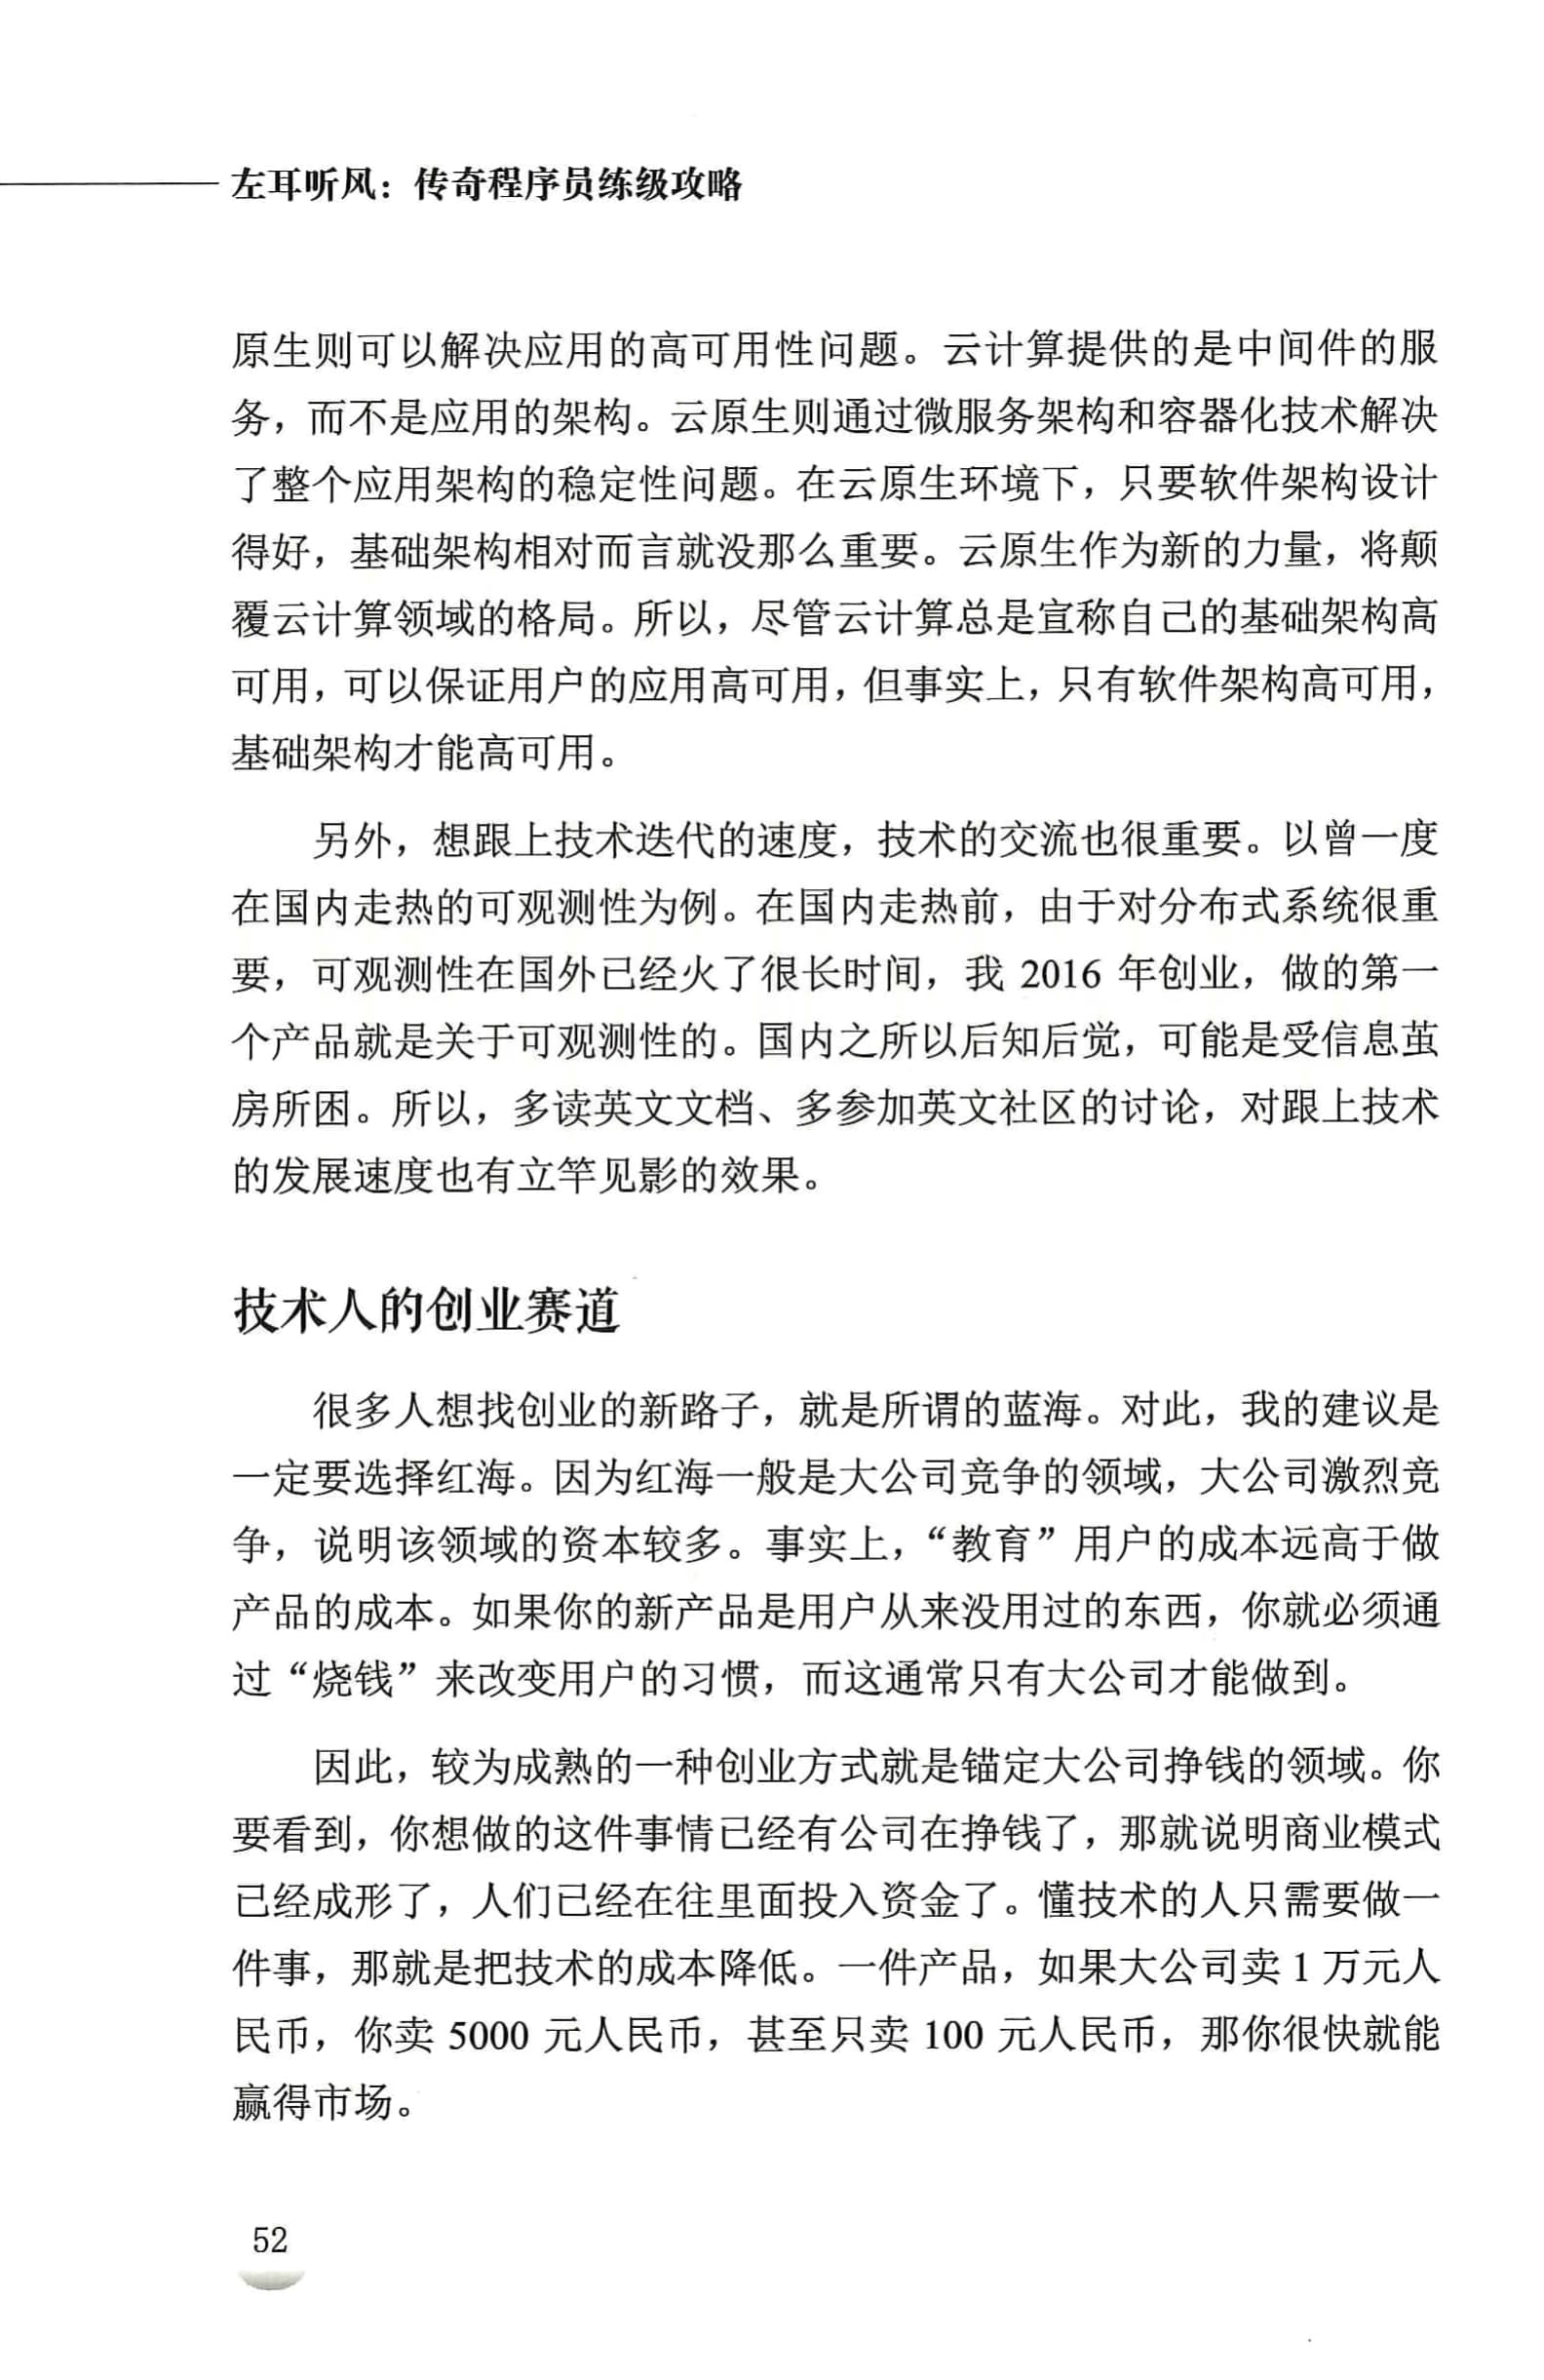 左耳听风：传奇程序员练级攻略
原生则可以解决应用的高可用性问题。云计算提供的是中间件的服
务，而不是应用的架构。云原生则通过微服务架构和容器化技术解决
了整个应用架构的稳定性问题。在云原生环境下，只要软件架构设计
得好，基础架构相对而言就没那么重要。云原生作为新的力量，将颠
覆云计算领域的格局。所以，尽管云计算总是宣称自己的基础架构高
可用，可以保证用户的应用高可用，但事实上，只有软件架构高可用，
基础架构才能高可用。
另外，想跟上技术迭代的速度，技术的交流也很重要。以曾一度
在国内走热的可观测性为例。在国内走热前，由于对分布式系统很重
要，可观测性在国外已经火了很长时间，我 2016 年创业，做的第一
个产品就是关于可观测性的。国内之所以后知后觉，可能是受信息茧
房所困。所以，多读英文文档、多参加英文社区的讨论，对跟上技术
的发展速度也有立竿见影的效果。
技术人的创业赛道
很多人想找创业的新路子，就是所谓的蓝海。对此，我的建议是
一定要选择红海。因为红海一般是大公司竞争的领域，大公司激烈竞
争，说明该领域的资本较多。事实上，“教育”用户的成本远高于做
产品的成本。如果你的新产品是用户从来没用过的东西，你就必须通
过“烧钱”来改变用户的习惯，而这通常只有大公司才能做到。
因此，较为成熟的一种创业方式就是锚定大公司挣钱的领域。你
要看到，你想做的这件事情已经有公司在挣钱了，那就说明商业模式
已经成形了，人们已经在往里面投入资金了。懂技术的人只需要做一
件事，那就是把技术的成本降低。一件产品，如果大公司卖 1 万元人
民币，你卖 5000 元人民币，甚至只卖 100 元人民币，那你很快就能
赢得市场。
52